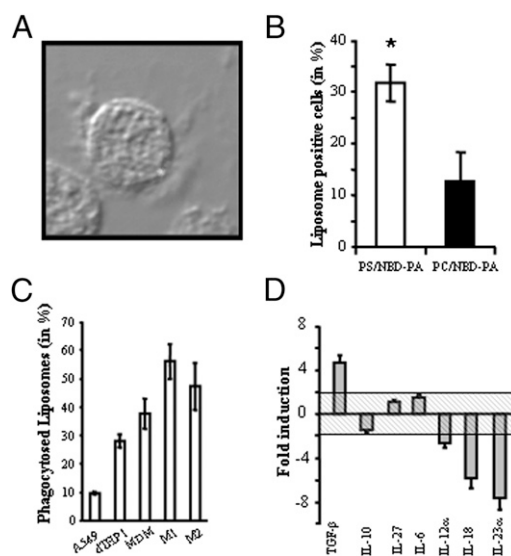 A
B
Liposome positive cells (in %)
40
30
20
10
0
*
PS/NBD-PA
PC/NBD-PA
C
Phagocytosed Liposomes (in %)
70
60
50
40
30
20
10
0
A549
dTHP1
MDM
M1
M2
D
Fold induction
8
4
0
-4
-8
TGF-β
IL-10
IL-27
IL-6
IL-12α
IL-18
IL-23α